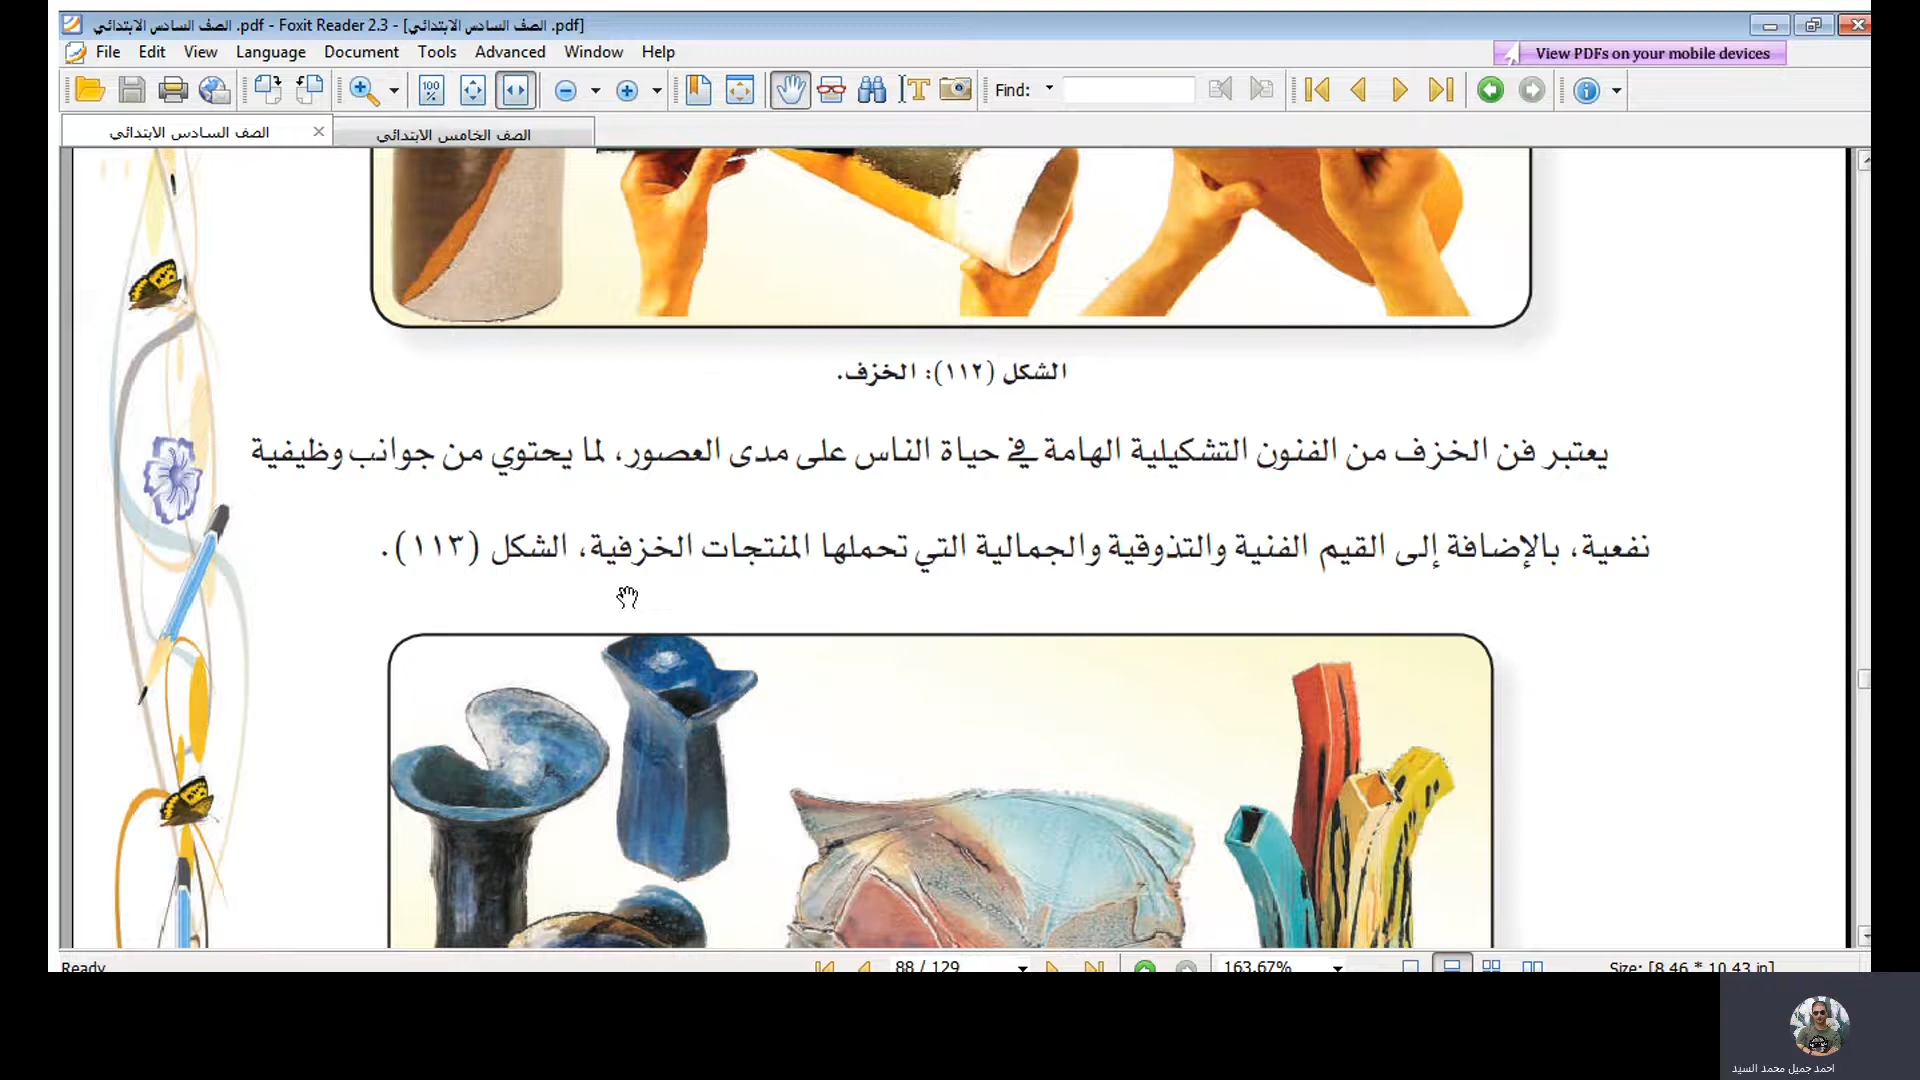 الصف السادس الابتدائي .pdf - Foxit Reader 2.3 - [الصف السادس الابتدائي .pdf]
File Edit View Language Document Tools Advanced Window Help
View PDFs on your mobile devices
Find:
الصف السادس الابتدائي
الصف الخامس الابتدائي
الشكل (١١٢): الخزف.
يعتبر فن الخزف من الفنون التشكيلية الهامة في حياة الناس على مدى العصور، لما يحتوي من جوانب وظيفية
نفعية، بالإضافة إلى القيم الفنية والتذوقية والجمالية التي تحملها المنتجات الخزفية، الشكل (١١٣).
Ready 88 / 129 163.67% Size: [8.46 * 10.43 in]
احمد جميل محمد السيد